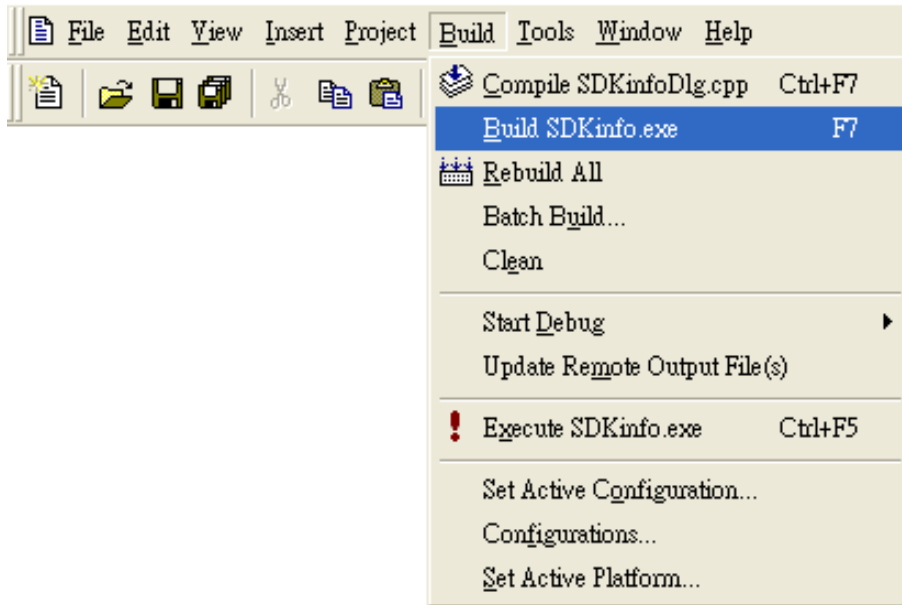 File Edit View Insert Project Build Tools Window Help
Compile SDKinfoDlg.cpp Ctrl+F7
Build SDKinfo.exe F7
Rebuild All
Batch Build...
Clean
Start Debug
Update Remote Output File(s)
Execute SDKinfo.exe Ctrl+F5
Set Active Configuration...
Configurations...
Set Active Platform...